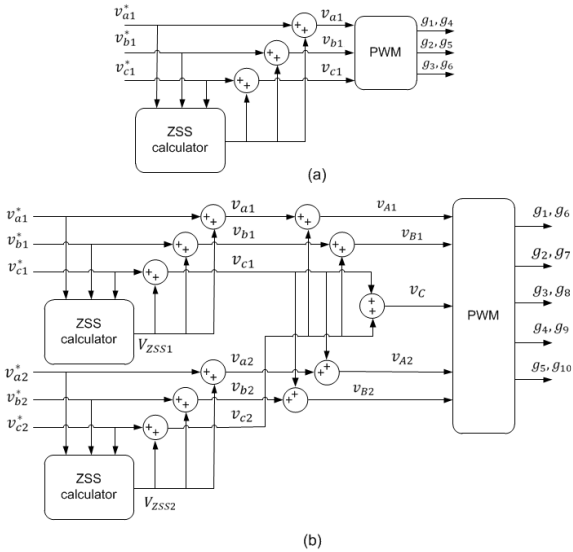 v*a1 va1 g1, g4
v*b1 vb1 PWM g2, g5
v*c1 vc1 g3, g6
ZSS
calculator
(a)
v*a1 va1 vA1 g1, g6
v*b1 vb1 vB1
v*c1 vc1 g2, g7
vC g3, g8
ZSS
calculator PWM
VZSS1 g4, g9
v*a2 va2 vA2 g5, g10
v*b2 vb2 vB2
v*c2 vc2
ZSS
calculator
VZSS2
(b)